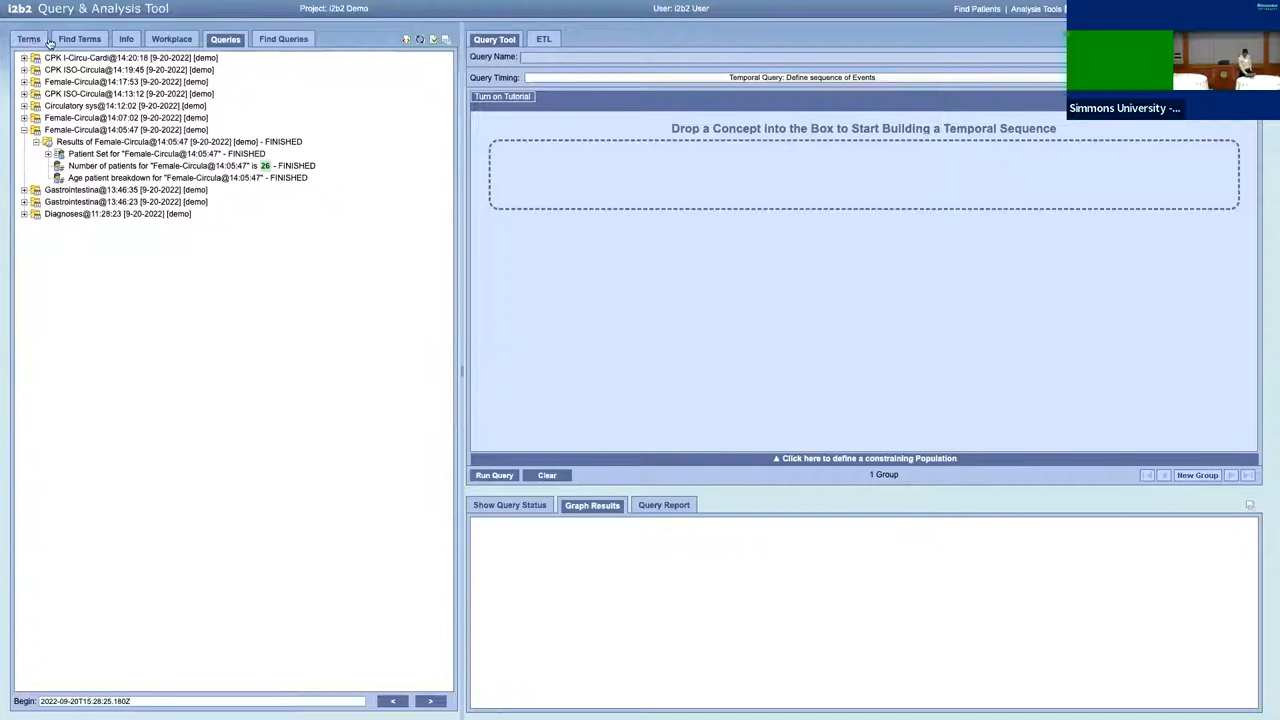 i2b2 Query & Analysis Tool
Project: i2b2 Demo
User: i2b2 User
Find Patients | Analysis Tools
Terms
Find Terms
Info
Workplace
Queries
Find Queries
CPK I-Circu-Cardi@14:20:18 [9-20-2022] [demo]
CPK ISO-Circula@14:19:45 [9-20-2022] [demo]
Female-Circula@14:17:53 [9-20-2022] [demo]
CPK ISO-Circula@14:13:12 [9-20-2022] [demo]
Circulatory sys@14:12:02 [9-20-2022] [demo]
Female-Circula@14:07:02 [9-20-2022] [demo]
Female-Circula@14:05:47 [9-20-2022] [demo]
Results of Female-Circula@14:05:47 [9-20-2022] [demo] - FINISHED
Patient Set for "Female-Circula@14:05:47" - FINISHED
Number of patients for "Female-Circula@14:05:47" is 26 - FINISHED
Age patient breakdown for "Female-Circula@14:05:47" - FINISHED
Gastrointestina@13:46:35 [9-20-2022] [demo]
Gastrointestina@13:46:23 [9-20-2022] [demo]
Diagnoses@11:28:23 [9-20-2022] [demo]
Begin: 2022-09-20T15:28:25.180Z
<
>
Query Tool
ETL
Query Name:
Query Timing:
Temporal Query: Define sequence of Events
Turn on Tutorial
Drop a Concept into the Box to Start Building a Temporal Sequence
▲ Click here to define a constraining Population
Run Query
Clear
1 Group
New Group
Show Query Status
Graph Results
Query Report
Simmons University -...